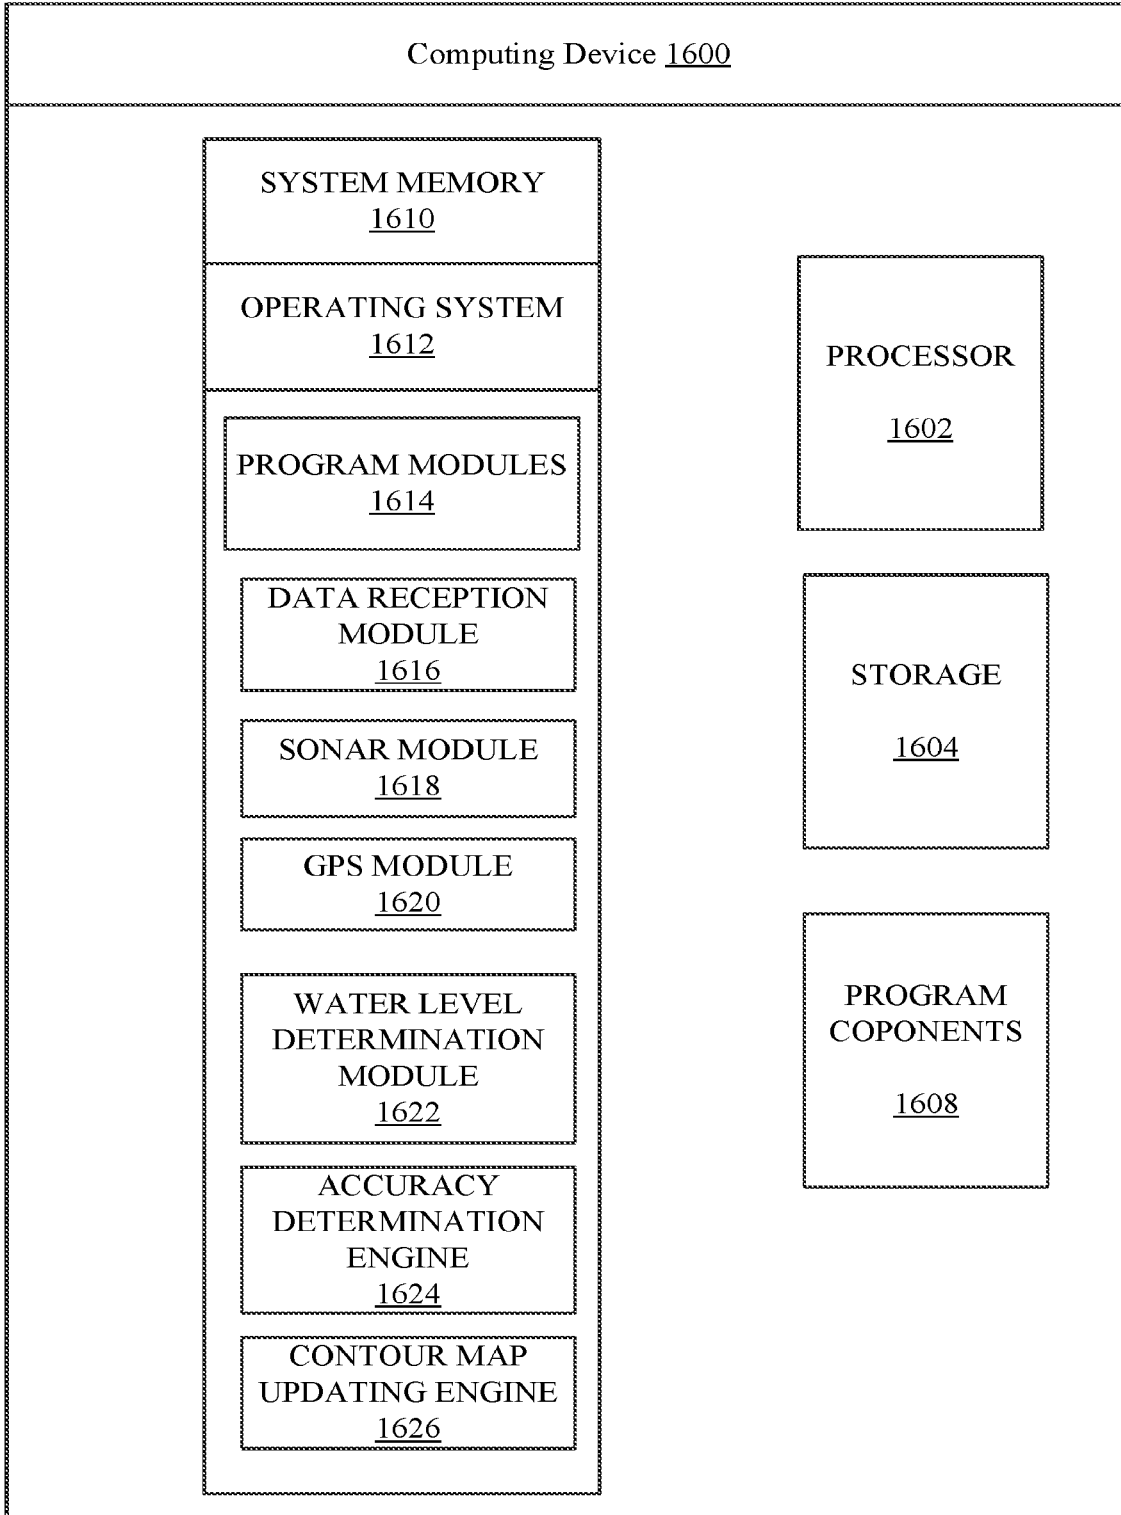 Computing Device 1600
SYSTEM MEMORY
1610
OPERATING SYSTEM
1612
PROGRAM MODULES
1614
DATA RECEPTION
MODULE
1616
SONAR MODULE
1618
GPS MODULE
1620
WATER LEVEL
DETERMINATION
MODULE
1622
ACCURACY
DETERMINATION
ENGINE
1624
CONTOUR MAP
UPDATING ENGINE
1626
PROCESSOR
1602
STORAGE
1604
PROGRAM
COPONENTS
1608